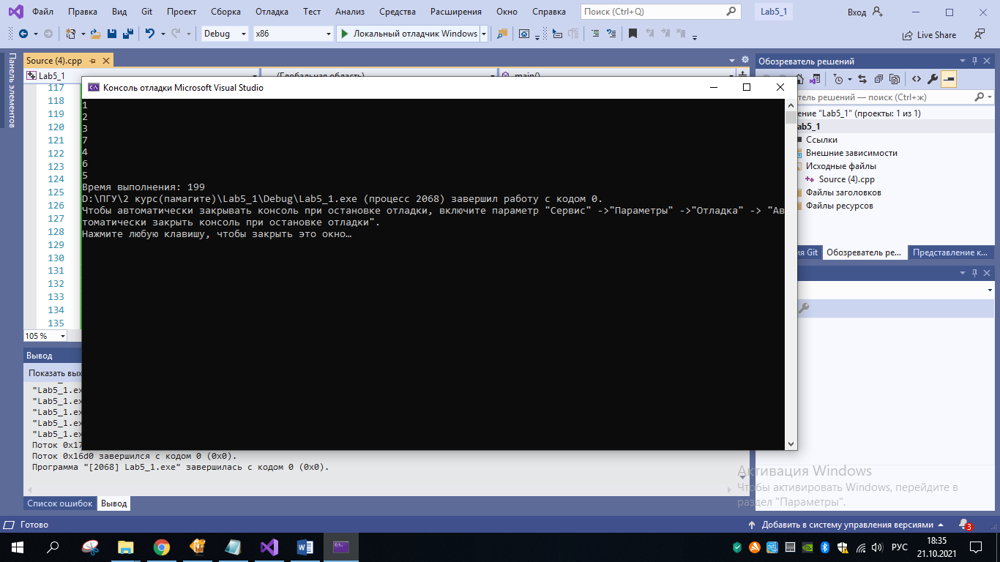 Файл Правка Вид Git Проект Сборка Отладка Тест Анализ Средства Расширения Окно Справка Поиск (Ctrl+Q) Lab5_1 Вход
Debug x86 Локальный отладчик Windows Live Share
Панель элементов
Source (4).cpp
Lab5_1 (Глобальная область) main()
117
118
119
120
121
122
123
124
125
126
127
128
129
130
131
132
133
134
135
105 %
Консоль отладки Microsoft Visual Studio
1
2
3
7
4
6
5
Время выполнения: 199
D:\ПГУ\2 курс(памагите)\Lab5_1\Debug\Lab5_1.exe (процесс 2068) завершил работу с кодом 0.
Чтобы автоматически закрывать консоль при остановке отладки, включите параметр "Сервис" ->"Параметры" ->"Отладка" -> "Ав
томатически закрыть консоль при остановке отладки".
Нажмите любую клавишу, чтобы закрыть это окно…
Обозреватель решений
решений — поиск (Ctrl+ж)
"Lab5_1" (проекты: 1 из 1)
ab5_1
Ссылки
Внешние зависимости
Исходные файлы
Source (4).cpp
Файлы заголовков
Файлы ресурсов
Git Обозреватель ре... Представление к...
Вывод
Показать вых
"Lab5_1.ex
"Lab5_1.ex
"Lab5_1.ex
"Lab5_1.ex
"Lab5_1.ex
Поток 0x17
Поток 0x16d0 завершился с кодом 0 (0x0).
Программа "[2068] Lab5_1.exe" завершилась с кодом 0 (0x0).
Список ошибок Вывод
Активация Windows
Чтобы активировать Windows, перейдите в
раздел "Параметры".
Готово Добавить в систему управления версиями 3
РУС 18:35
21.10.2021